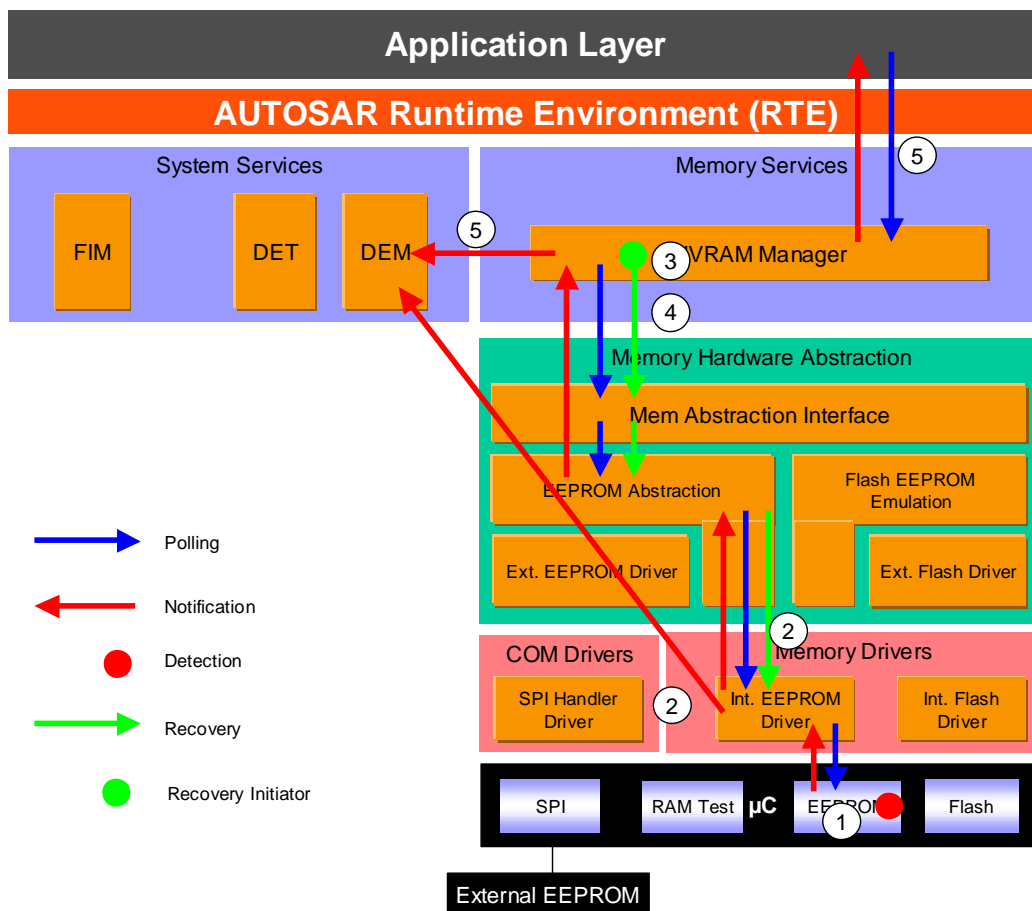 Application Layer
AUTOSAR Runtime Environment (RTE)
System Services
Memory Services
5
FIM
DET
DEM
5
3
VRAM Manager
4
Memory Hardware Abstraction
Mem Abstraction Interface
EEPROM Abstraction
Flash EEPROM
Emulation
Ext. EEPROM Driver
Ext. Flash Driver
2
COM Drivers
Memory Drivers
SPI Handler
Driver
2
Int. EEPROM
Driver
Int. Flash
Driver
SPI
RAM Test
µC
EEPROM
1
Flash
External EEPROM
Polling
Notification
Detection
Recovery
Recovery Initiator